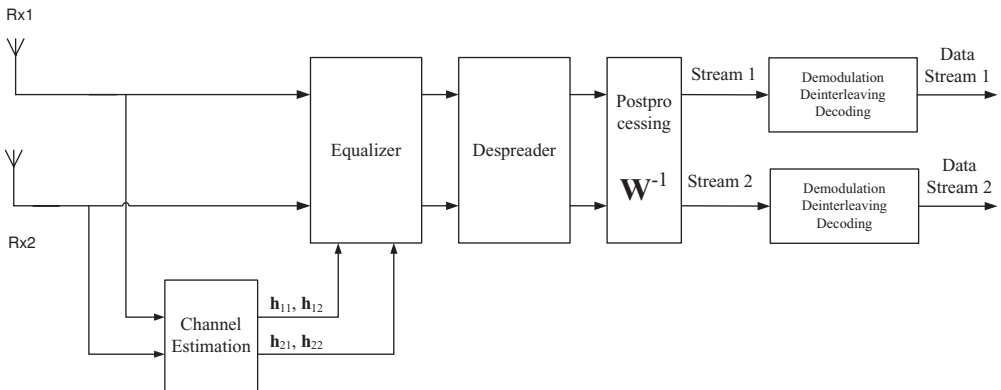 Rx1
Rx2
Equalizer
Despreader
Postpro
cessing
W⁻¹
Stream 1
Stream 2
Demodulation
Deinterleaving
Decoding
Data
Stream 1
Demodulation
Deinterleaving
Decoding
Data
Stream 2
Channel
Estimation
h₁₁, h₁₂
h₂₁, h₂₂